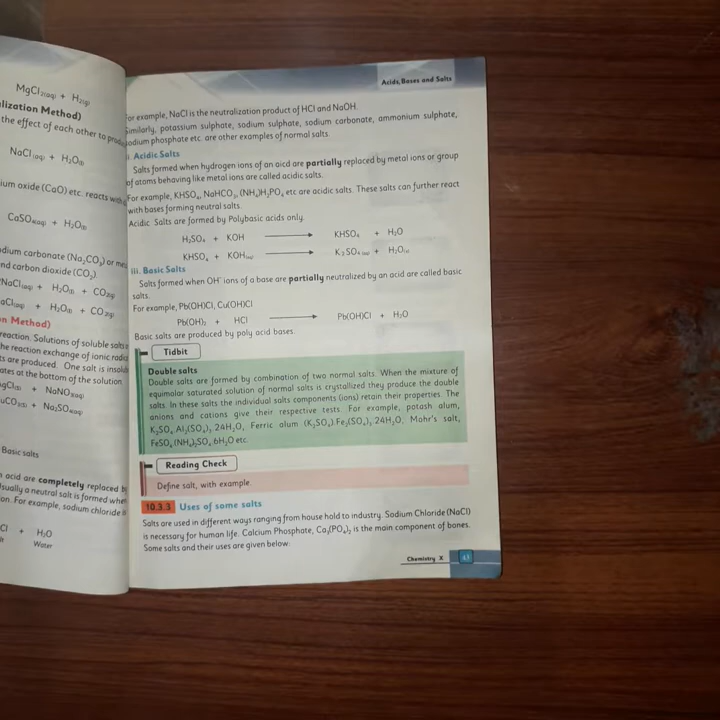 MgCl₂(aq) + H₂(g)
lization Method)
the effect of each other to produ
NaCl(aq) + H₂O(l)
ium oxide (CaO) etc. reacts with
CaSO₄(aq) + H₂O(l)
dium carbonate (Na₂CO₃) or
nd carbon dioxide (CO₂)
NaCl(aq) + H₂O(l) + CO₂(g)
aCl(aq) + H₂O(l) + CO₂(g)
n Method)
reaction. Solutions of soluble salts
he reaction exchange of ionic radic
ts are produced. One salt is insolu
ates at the bottom of the solution.
gCl(s) + NaNO₃(aq)
uCO₃(s) + Na₂SO₄(aq)
Basic salts
n acid are completely replaced b
Usually a neutral salt is formed when
on. For example, sodium chloride is
Cl + H₂O
lt Water
Acids, Bases and Salts
For example, NaCl is the neutralization product of HCl and NaOH.
Similarly, potassium sulphate, sodium sulphate, sodium carbonate, ammonium sulphate,
sodium phosphate etc. are other examples of normal salts
ii. Acidic Salts
Salts formed when hydrogen ions of an aicd are partially replaced by metal ions or group
of atoms behaving like metal ions are called acidic salts.
For example, KHSO₄, NaHCO₃, (NH₄)H₂PO₄ etc are acidic salts. These salts can further react
with bases forming neutral salts.
Acidic Salts are formed by Polybasic acids only.
H₂SO₄ + KOH ⟶ KHSO₄ + H₂O
KHSO₄ + KOH(aq) ⟶ K₂SO₄(aq) + H₂O(l)
iii. Basic Salts
Salts formed when OH⁻ ions of a base are partially neutralized by an acid are called basic
salts.
For example, Pb(OH)Cl, Cu(OH)Cl
Pb(OH)₂ + HCl ⟶ Pb(OH)Cl + H₂O
Basic salts are produced by poly acid bases.
Tidbit
Double salts
Double salts are formed by combination of two normal salts. When the mixture of
equimolar saturated solution of normal salts is crystallized they produce the double
salts. In these salts the individual salts components (ions) retain their properties. The
anions and cations give their respective tests. For example, potash alum,
K₂SO₄ Al₂(SO₄)₃ 24H₂O, Ferric alum (K₂SO₄).Fe₂(SO₄)₃ 24H₂O, Mohr's salt,
FeSO₄(NH₄)₂SO₄ 6H₂O etc.
Reading Check
Define salt, with example.
10.3.3 Uses of some salts
Salts are used in different ways ranging from house hold to industry. Sodium Chloride (NaCl)
is necessary for human life. Calcium Phosphate, Ca₃(PO₄)₂ is the main component of bones.
Some salts and their uses are given below:
Chemistry X